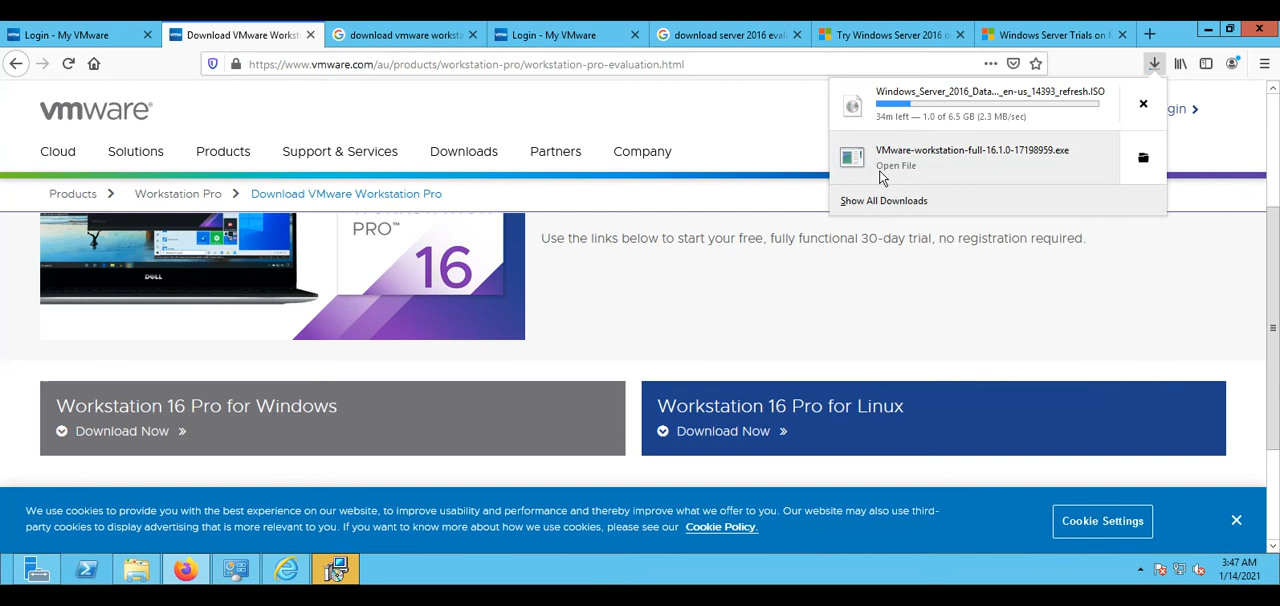 Login - My VMware
Download VMware Workst
download vmware workst
Login - My VMware
download server 2016 eval
Try Windows Server 2016 o
Windows Server Trials on M
https://www.vmware.com/au/products/workstation-pro/workstation-pro-evaluation.html
Windows_Server_2016_Data..._en-us_14393_refresh.ISO
34m left — 1.0 of 6.5 GB (2.3 MB/sec)
VMware-workstation-full-16.1.0-17198959.exe
Open File
Show All Downloads
vmware®
gin
Cloud
Solutions
Products
Support & Services
Downloads
Partners
Company
Products
Workstation Pro
Download VMware Workstation Pro
PRO™
16
DELL
Use the links below to start your free, fully functional 30-day trial, no registration required.
Workstation 16 Pro for Windows
Download Now »
Workstation 16 Pro for Linux
Download Now »
We use cookies to provide you with the best experience on our website, to improve usability and performance and thereby improve what we offer to you. Our website may also use third-
party cookies to display advertising that is more relevant to you. If you want to know more about how we use cookies, please see our Cookie Policy.
Cookie Settings
3:47 AM
1/14/2021